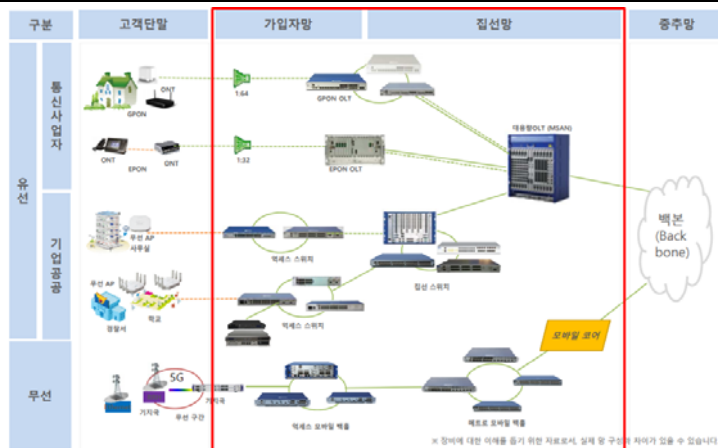 구분
고객단말
가입자망
집선망
중추망
유선
통신사업자
ONT
GPON
1:64
GPON OLT
대용량OLT (MSAN)
ONT
EPON
ONT
1:32
EPON OLT
백본
(Back
bone)
기업공공
무선 AP
사무실
액세스 스위치
집선 스위치
무선 AP
경찰서
학교
액세스 스위치
모바일 코어
무선
5G
기지국
무선 구간
기지국
액세스 모바일 백홀
메트로 모바일 백홀
※ 장비에 대한 이해를 돕기 위한 자료로서, 실제 망 구성과 차이가 있을 수 있습니다